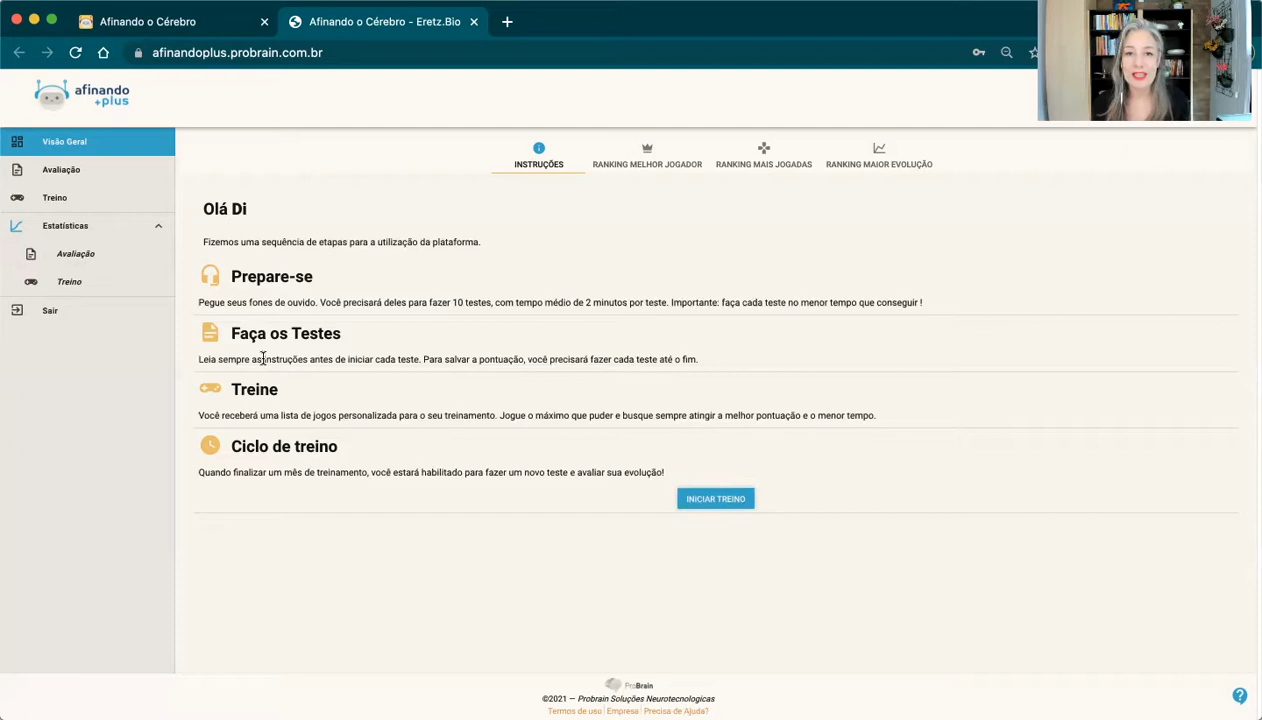 Afinando o Cérebro
Afinando o Cérebro - Eretz.Bio
afinandoplus.probrain.com.br
afinando
+plus
Visão Geral
Avaliação
Treino
Estatísticas
Avaliação
Treino
Sair
INSTRUÇÕES
RANKING MELHOR JOGADOR
RANKING MAIS JOGADAS
RANKING MAIOR EVOLUÇÃO
Olá Di
Fizemos uma sequência de etapas para a utilização da plataforma.
Prepare-se
Pegue seus fones de ouvido. Você precisará deles para fazer 10 testes, com tempo médio de 2 minutos por teste. Importante: faça cada teste no menor tempo que conseguir !
Faça os Testes
Leia sempre as instruções antes de iniciar cada teste. Para salvar a pontuação, você precisará fazer cada teste até o fim.
Treine
Você receberá uma lista de jogos personalizada para o seu treinamento. Jogue o máximo que puder e busque sempre atingir a melhor pontuação e o menor tempo.
Ciclo de treino
Quando finalizar um mês de treinamento, você estará habilitado para fazer um novo teste e avaliar sua evolução!
INICIAR TREINO
ProBrain
©2021 — Probrain Soluções Neurotecnologicas
Termos de uso | Empresa | Precisa de Ajuda?